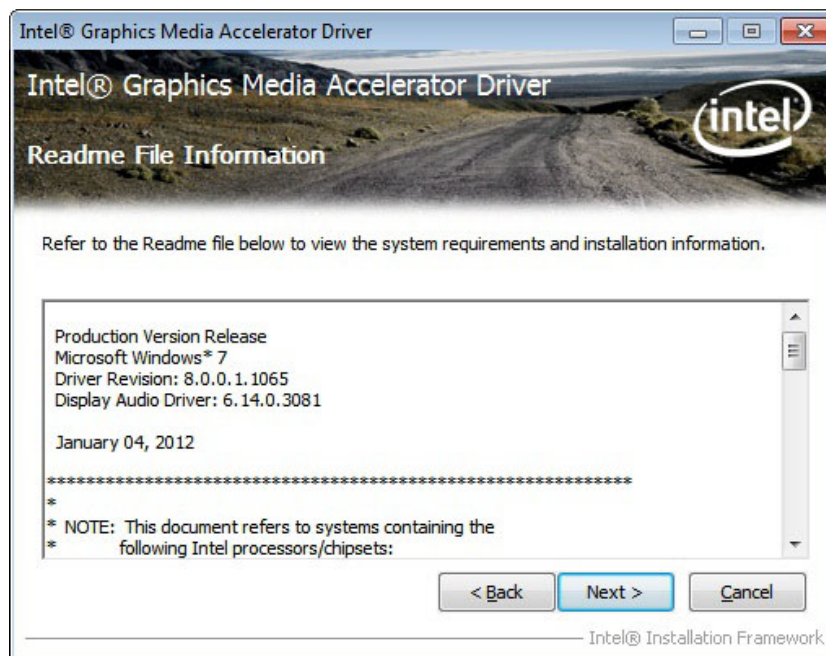 Intel® Graphics Media Accelerator Driver
Intel® Graphics Media Accelerator Driver
intel
Readme File Information
Refer to the Readme file below to view the system requirements and installation information.
Production Version Release
Microsoft Windows* 7
Driver Revision: 8.0.0.1.1065
Display Audio Driver: 6.14.0.3081
January 04, 2012
************************************************************
*
* NOTE: This document refers to systems containing the
* following Intel processors/chipsets:
< Back
Next >
Cancel
Intel® Installation Framework